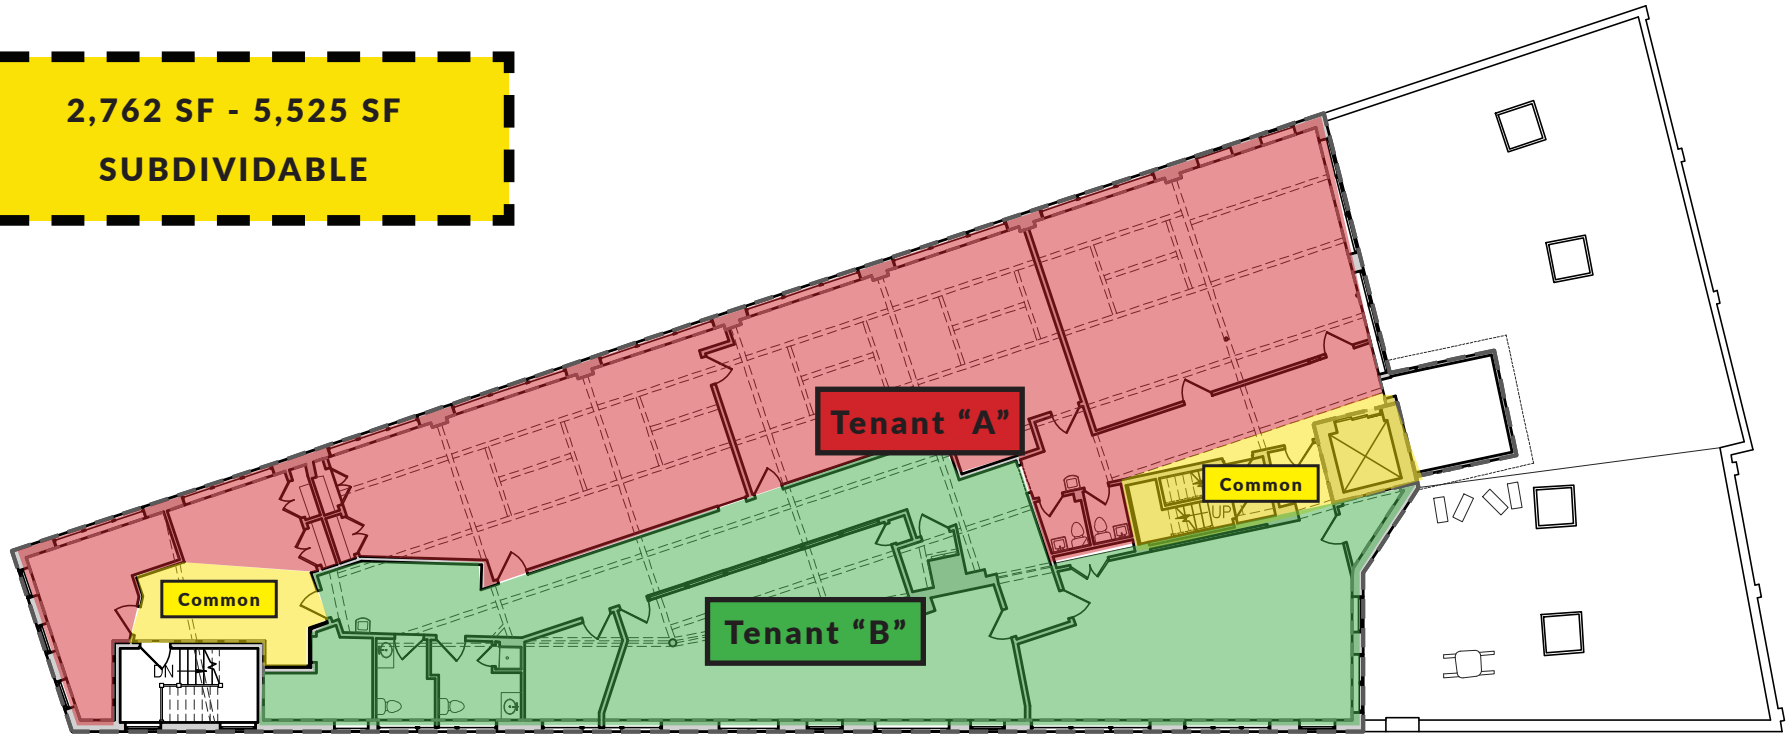 2,762 SF - 5,525 SF
SUBDIVIDABLE
Tenant “A”
Common
UP
Common
Tenant “B”
DN